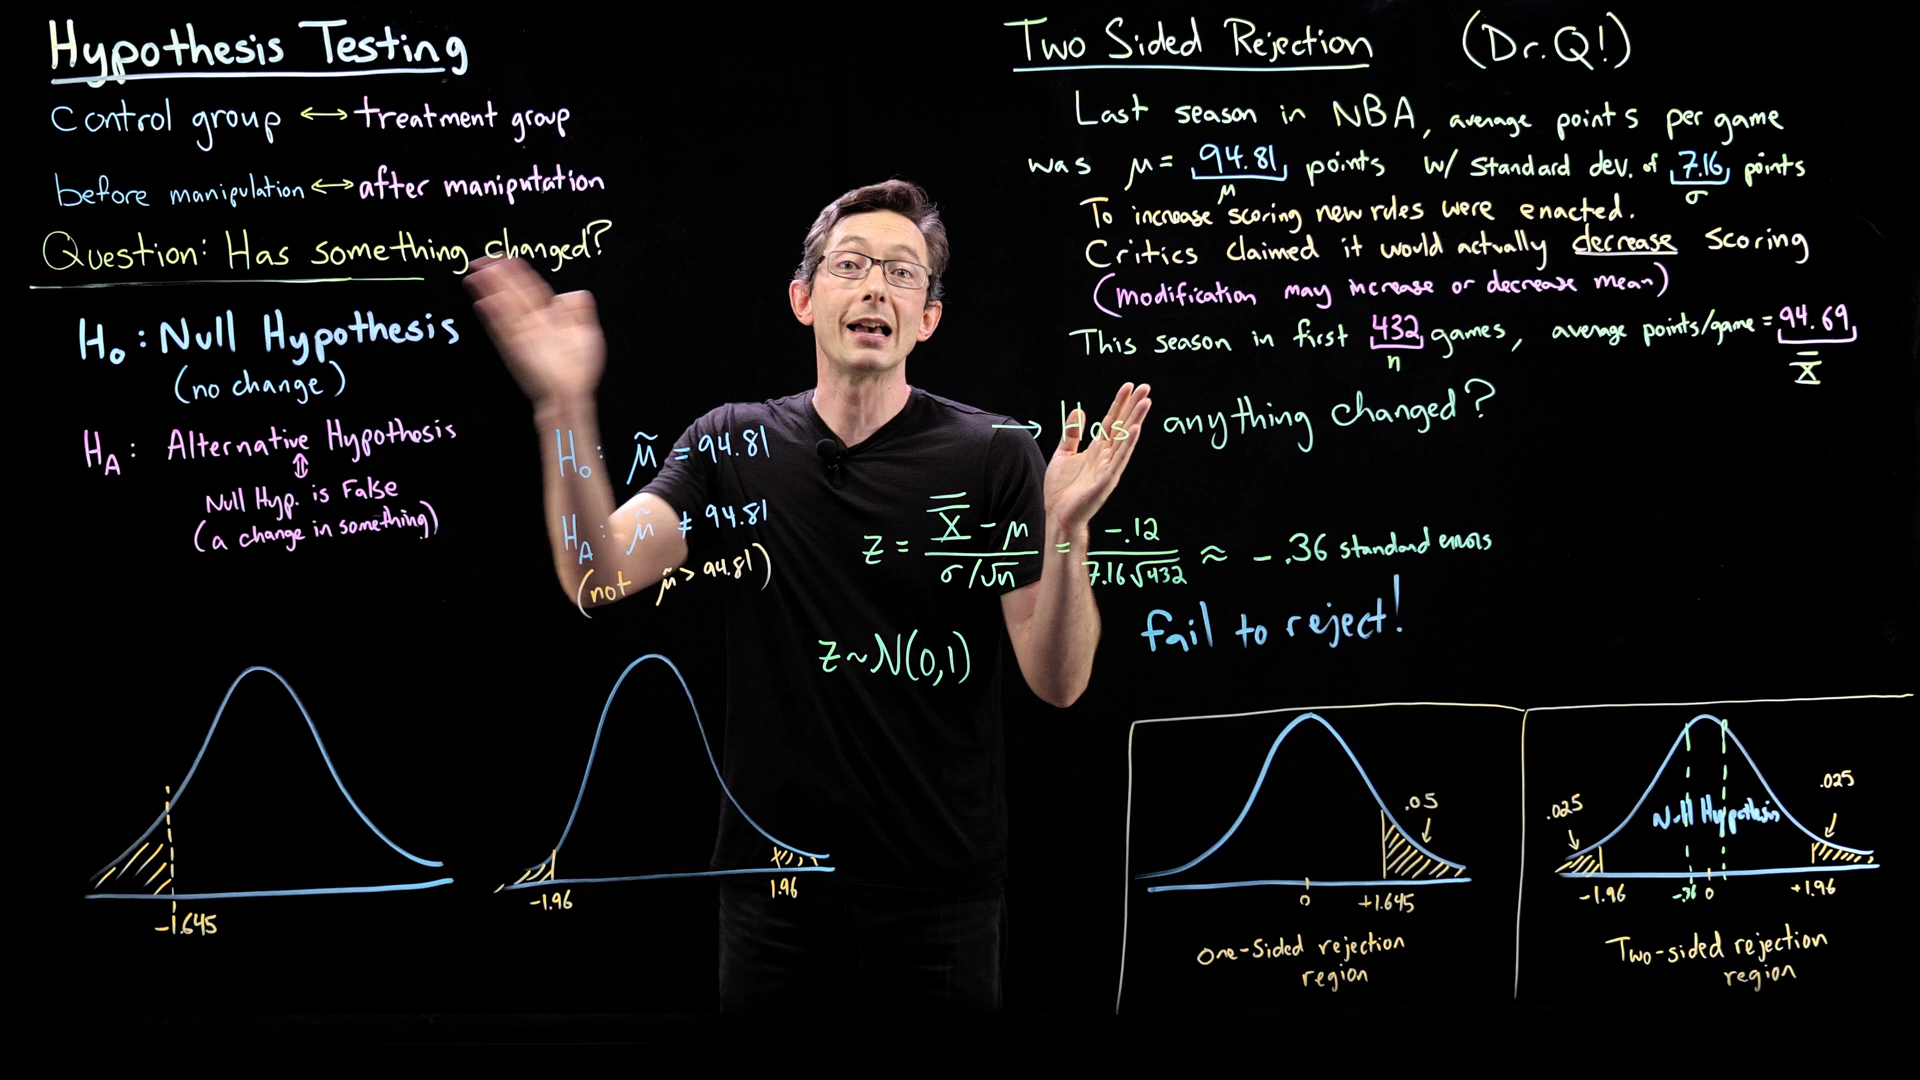 Hypothesis Testing
Control group ↔ treatment group
before manipulation ↔ after manipulation
Question: Has something changed?
H₀: Null Hypothesis
(no change)
H_A: Alternative Hypothesis
⇕
Null Hyp. is False
(a change in something)
H₀: μ̃ = 94.81
H_A: μ̃ ≠ 94.81
(not μ̃ > 94.81)
-1.645
-1.96 1.96
Two Sided Rejection (Dr.Q!)
Last season in NBA, average points per game
was μ = 94.81 points w/ standard dev. of 7.16 points
μ σ
To increase scoring new rules were enacted.
Critics claimed it would actually decrease scoring
(modification may increase or decrease mean)
This season in first 432 games, average points/game = 94.69
n X̿
→ Has anything changed?
z = (X̿ - μ)/(σ/√n) = -.12/(7.16√432) ≈ -.36 standard errors
fail to reject!
z ~ N(0,1)
.05
0 +1.645
One-Sided rejection
region
.025 .025
Null Hypothesis
-1.96 -.36 0 +1.96
Two-sided rejection
region